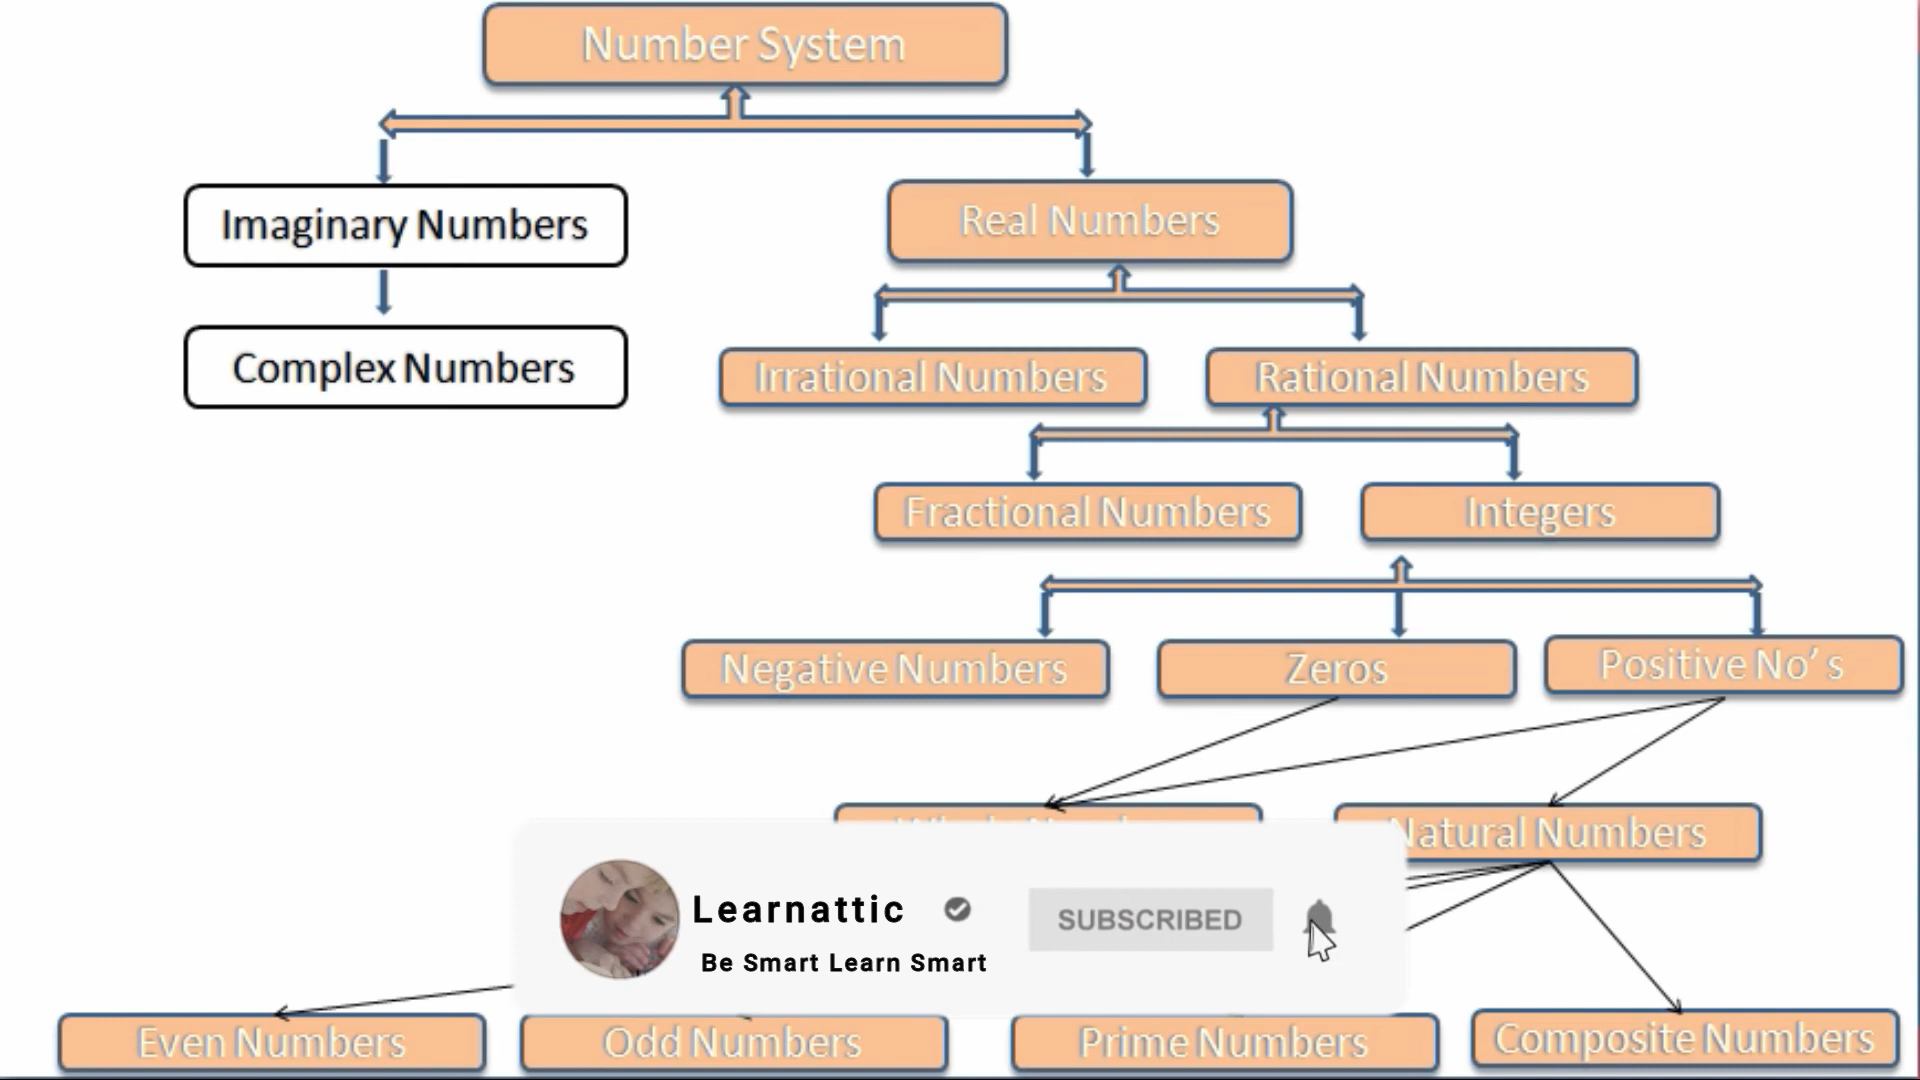 Number System
Imaginary Numbers
Real Numbers
Complex Numbers
Irrational Numbers
Rational Numbers
Fractional Numbers
Integers
Negative Numbers
Zeros
Positive No’ s
Natural Numbers
Learnattic
SUBSCRIBED
Be Smart Learn Smart
Even Numbers
Odd Numbers
Prime Numbers
Composite Numbers